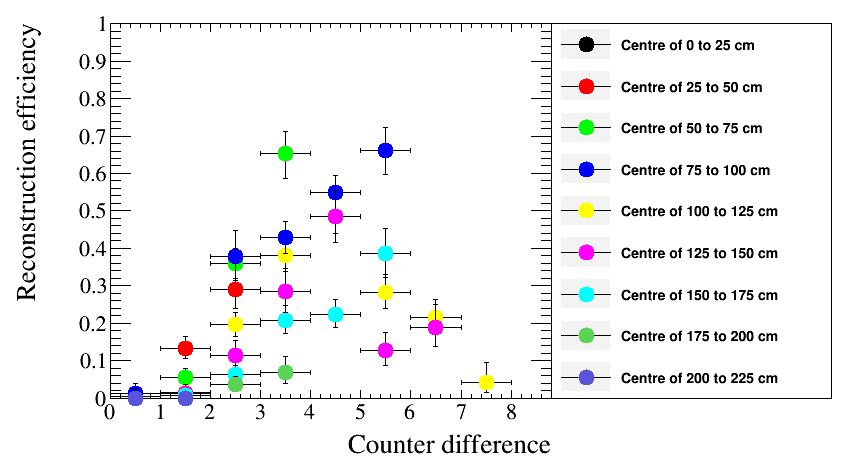 Reconstruction efficiency
1
0.9
0.8
0.7
0.6
0.5
0.4
0.3
0.2
0.1
0
0 1 2 3 4 5 6 7 8
Counter difference
Centre of 0 to 25 cm
Centre of 25 to 50 cm
Centre of 50 to 75 cm
Centre of 75 to 100 cm
Centre of 100 to 125 cm
Centre of 125 to 150 cm
Centre of 150 to 175 cm
Centre of 175 to 200 cm
Centre of 200 to 225 cm